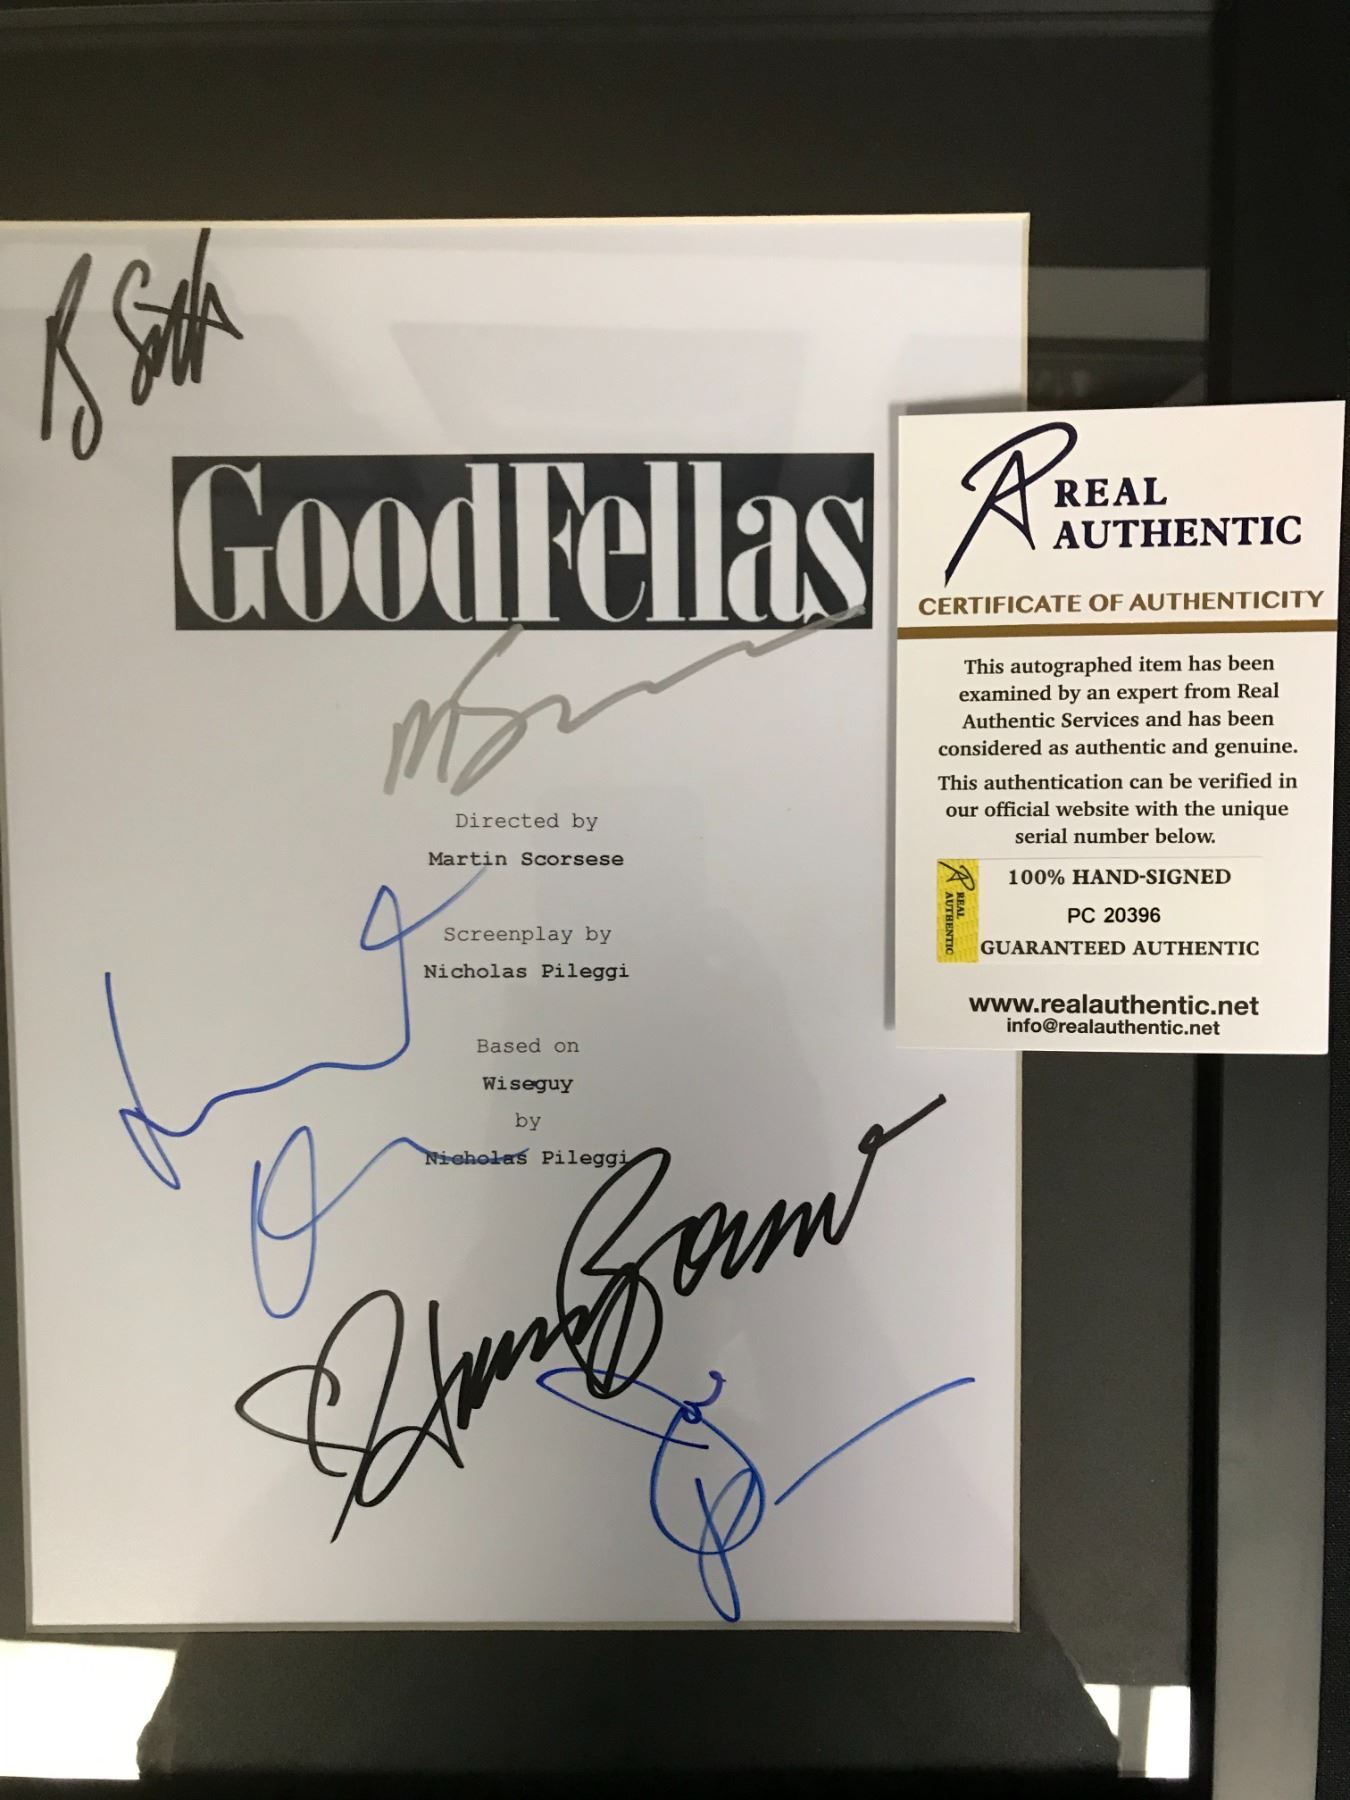 GoodFellas
Directed by
Martin Scorsese
Screenplay by
Nicholas Pileggi
Based on
Wiseguy
by
Nicholas Pileggi
REAL
AUTHENTIC
CERTIFICATE OF AUTHENTICITY
This autographed item has been
examined by an expert from Real
Authentic Services and has been
considered as authentic and genuine.
This authentication can be verified in
our official website with the unique
serial number below.
REAL
AUTHENTIC
100% HAND-SIGNED
PC 20396
GUARANTEED AUTHENTIC
www.realauthentic.net
info@realauthentic.net